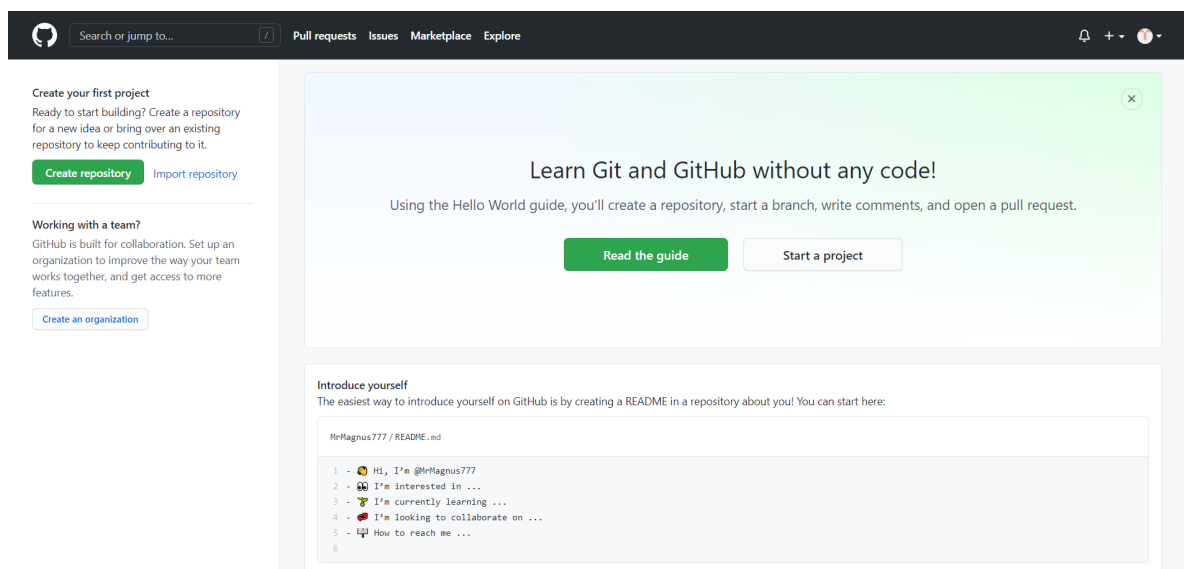 Search or jump to...
/
Pull requests
Issues
Marketplace
Explore
Create your first project
Ready to start building? Create a repository
for a new idea or bring over an existing
repository to keep contributing to it.
Create repository
Import repository
Working with a team?
GitHub is built for collaboration. Set up an
organization to improve the way your team
works together, and get access to more
features.
Create an organization
Learn Git and GitHub without any code!
Using the Hello World guide, you’ll create a repository, start a branch, write comments, and open a pull request.
Read the guide
Start a project
Introduce yourself
The easiest way to introduce yourself on GitHub is by creating a README in a repository about you! You can start here:
MrMagnus777 / README.md
1 - 👋 Hi, I’m @MrMagnus777
2 - 👀 I’m interested in ...
3 - 🌱 I’m currently learning ...
4 - 💞️ I’m looking to collaborate on ...
5 - 📫 How to reach me ...
6